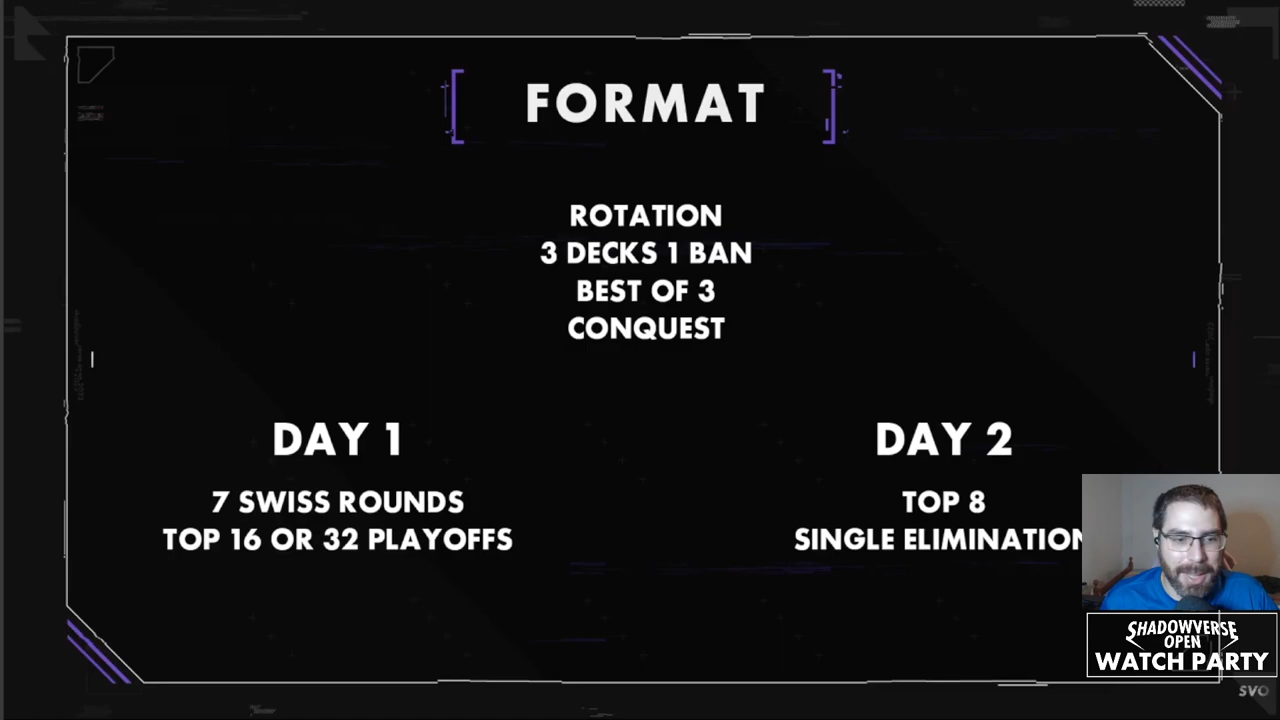 FORMAT
ROTATION
3 DECKS 1 BAN
BEST OF 3
CONQUEST
DAY 1
7 SWISS ROUNDS
TOP 16 OR 32 PLAYOFFS
DAY 2
TOP 8
SINGLE ELIMINATION
SHADOWVERSE
OPEN
WATCH PARTY
SVO